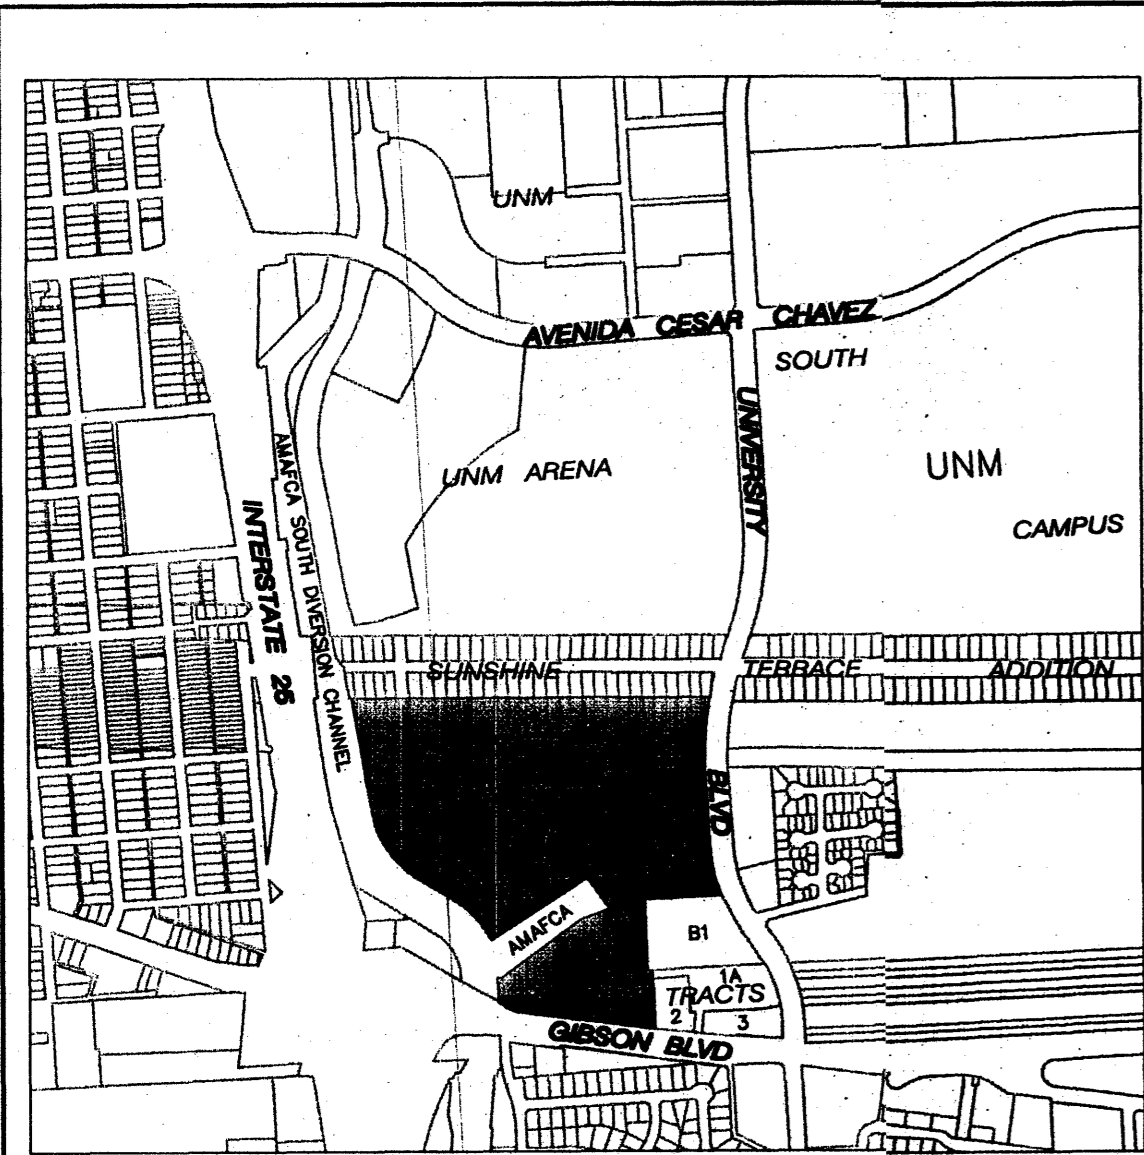 UNM
AVENIDA CESAR CHAVEZ
SOUTH
UNIVERSITY
UNM ARENA
UNM
CAMPUS
AMAFCA SOUTH DIVERSION CHANNEL
INTERSTATE 25
SUNSHINE TERRACE ADDITION
BLVD
AMAFCA
B1
1A
TRACTS
2
3
GIBSON BLVD